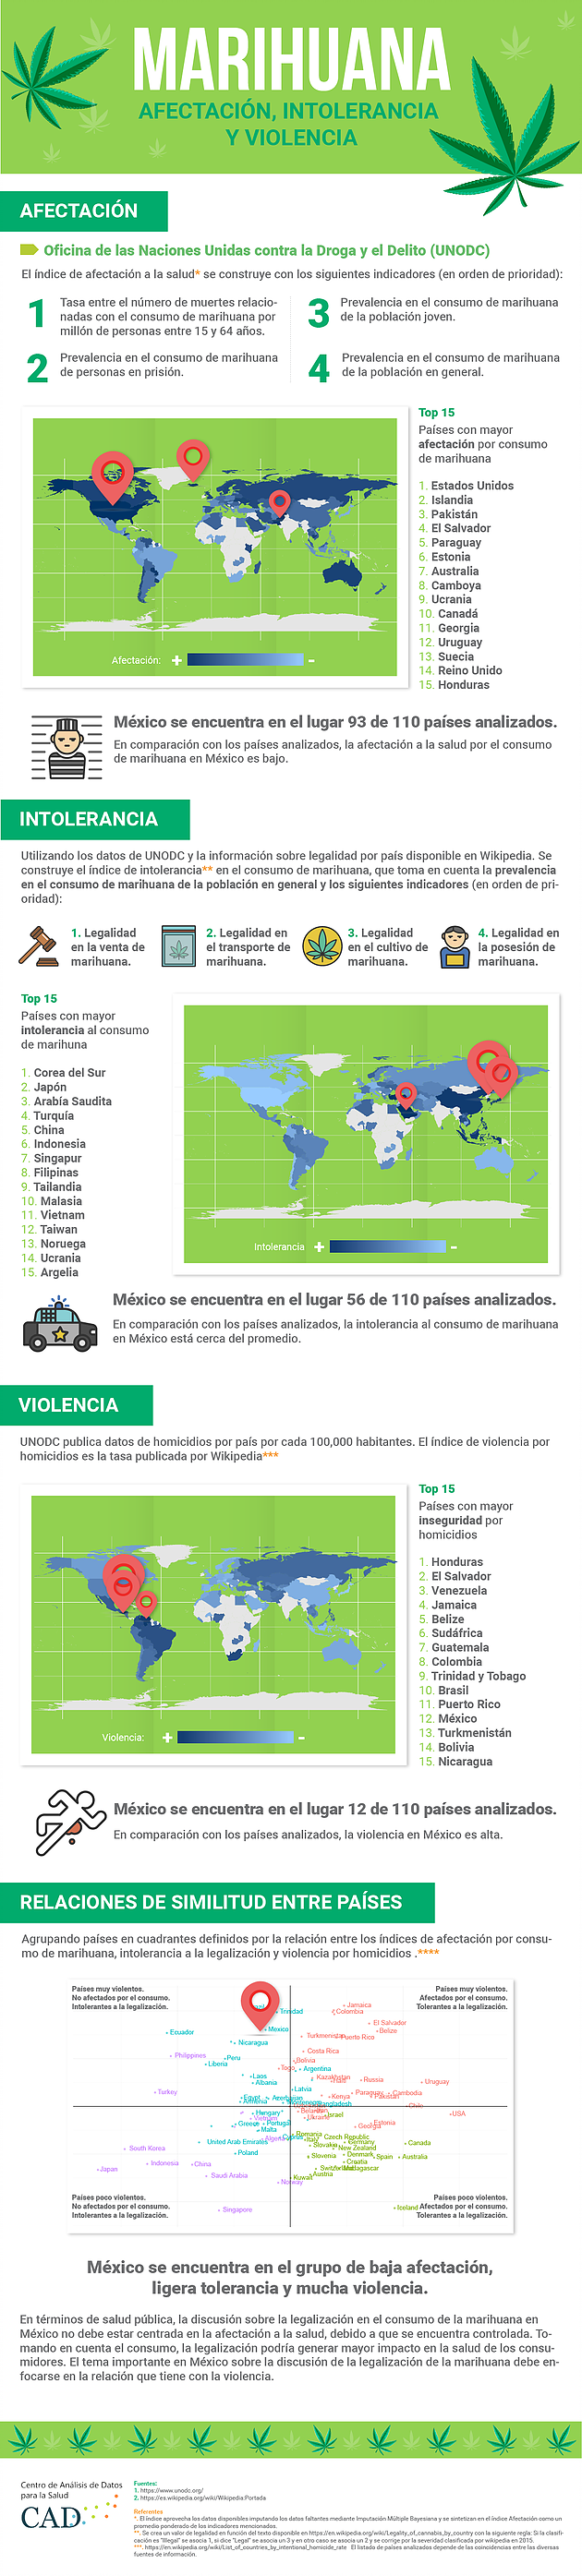 MARIHUANA
AFECTACIÓN, INTOLERANCIA
Y VIOLENCIA
AFECTACIÓN
Oficina de las Naciones Unidas contra la Droga y el Delito (UNODC)
El índice de afectación a la salud* se construye con los siguientes indicadores (en orden de prioridad):
1 Tasa entre el número de muertes relacio-
nadas con el consumo de marihuana por
millón de personas entre 15 y 64 años.
2 Prevalencia en el consumo de marihuana
de personas en prisión.
3 Prevalencia en el consumo de marihuana
de la población joven.
4 Prevalencia en el consumo de marihuana
de la población en general.
Afectación: + -
Top 15
Países con mayor
afectación por consumo
de marihuana
1. Estados Unidos
2. Islandia
3. Pakistán
4. El Salvador
5. Paraguay
6. Estonia
7. Australia
8. Camboya
9. Ucrania
10. Canadá
11. Georgia
12. Uruguay
13. Suecia
14. Reino Unido
15. Honduras
México se encuentra en el lugar 93 de 110 países analizados.
En comparación con los países analizados, la afectación a la salud por el consumo
de marihuana en México es bajo.
INTOLERANCIA
Utilizando los datos de UNODC y la información sobre legalidad por país disponible en Wikipedia. Se
construye el índice de intolerancia** en el consumo de marihuana, que toma en cuenta la prevalencia
en el consumo de marihuana de la población en general y los siguientes indicadores (en orden de pri-
oridad):
1. Legalidad
en la venta de
marihuana.
2. Legalidad en
el transporte de
marihuana.
3. Legalidad
en el cultivo de
marihuana.
4. Legalidad en
la posesión de
marihuana.
Top 15
Países con mayor
intolerancia al consumo
de marihuna
1. Corea del Sur
2. Japón
3. Arabía Saudita
4. Turquía
5. China
6. Indonesia
7. Singapur
8. Filipinas
9. Tailandia
10. Malasia
11. Vietnam
12. Taiwan
13. Noruega
14. Ucrania
15. Argelia
Intolerancia + -
México se encuentra en el lugar 56 de 110 países analizados.
En comparación con los países analizados, la intolerancia al consumo de marihuana
en México está cerca del promedio.
VIOLENCIA
UNODC publica datos de homicidios por país por cada 100,000 habitantes. El índice de violencia por
homicidios es la tasa publicada por Wikipedia***
Violencia: + -
Top 15
Países con mayor
inseguridad por
homicidios
1. Honduras
2. El Salvador
3. Venezuela
4. Jamaica
5. Belize
6. Sudáfrica
7. Guatemala
8. Colombia
9. Trinidad y Tobago
10. Brasil
11. Puerto Rico
12. México
13. Turkmenistán
14. Bolivia
15. Nicaragua
México se encuentra en el lugar 12 de 110 países analizados.
En comparación con los países analizados, la violencia en México es alta.
RELACIONES DE SIMILITUD ENTRE PAÍSES
Agrupando países en cuadrantes definidos por la relación entre los índices de afectación por consu-
mo de marihuana, intolerancia a la legalización y violencia por homicidios .****
Países muy violentos.
No afectados por el consumo.
Intolerantes a la legalización.
Países muy violentos.
Afectados por el consumo.
Tolerantes a la legalización.
Jamaica
Trinidad
Colombia
El Salvador
Mexico
Belize
Ecuador
Turkmenistan
Puerto Rico
Nicaragua
Costa Rica
Philippines
Peru
Bolivia
Liberia
Togo
Argentina
Laos
Kazakhstan
Russia
Albania
Uruguay
Latvia
Turkey
Paraguay
Cambodia
Egypt
Azerbaijan
Kenya
Pakistan
Armenia
Montenegro
Bangladesh
Chile
Hungary
Belarus
Israel
USA
Vietnam
Ukraine
Greece
Portugal
Estonia
Malta
Georgia
Romania
Algeria
Cyprus
Italy
Czech Republic
United Arab Emirates
Germany
Canada
Slovakia
New Zealand
South Korea
Poland
Slovenia
Denmark
Spain
Australia
Croatia
Indonesia
China
Switzerland
Madagascar
Japan
Austria
Saudi Arabia
Kuwait
Norway
Singapore
Iceland
Países poco violentos.
No afectados por el consumo.
Intolerantes a la legalización.
Países poco violentos.
Afectados por el consumo.
Tolerantes a la legalización.
México se encuentra en el grupo de baja afectación,
ligera tolerancia y mucha violencia.
En términos de salud pública, la discusión sobre la legalización en el consumo de la marihuana en
México no debe estar centrada en la afectación a la salud, debido a que se encuentra controlada. To-
mando en cuenta el consumo, la legalización podría generar mayor impacto en la salud de los consu-
midores. El tema importante en México sobre la discusión de la legalización de la marihuana debe en-
focarse en la relación que tiene con la violencia.
Centro de Análisis de Datos
para la Salud
CAD
Fuentes:
1. https://www.unodc.org/
2. https://es.wikipedia.org/wiki/Wikipedia:Portada
Referentes
*. El índice aprovecha los datos disponibles imputando los datos faltantes mediante Imputación Múltiple Bayesiana y se sintetizan en el índice Afectación como un
promedio ponderado de los indicadores mencionados.
**. Se crea un valor de legalidad en función del texto disponible en https://en.wikipedia.org/wiki/Legality_of_cannabis_by_country con la siguiente regla: Si la clasifi-
cación es "Illegal" se asocia 1, si dice "Legal" se asocia un 3 y en otro caso se asocia un 2 y se corrige por la severidad clasificada por wikipedia en 2015.
***. https://en.wikipedia.org/wiki/List_of_countries_by_intentional_homicide_rate El listado de países analizados depende de las coincidencias entre las diversas
fuentes de información.